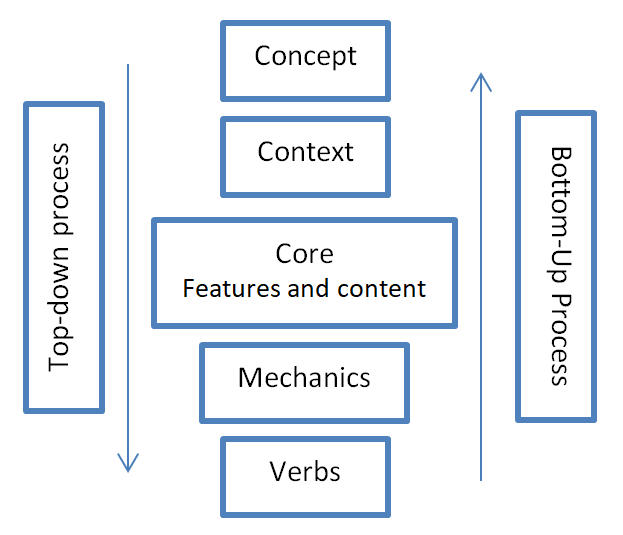 Concept
Context
Core
Features and content
Mechanics
Verbs
Top-down process
Bottom-Up Process